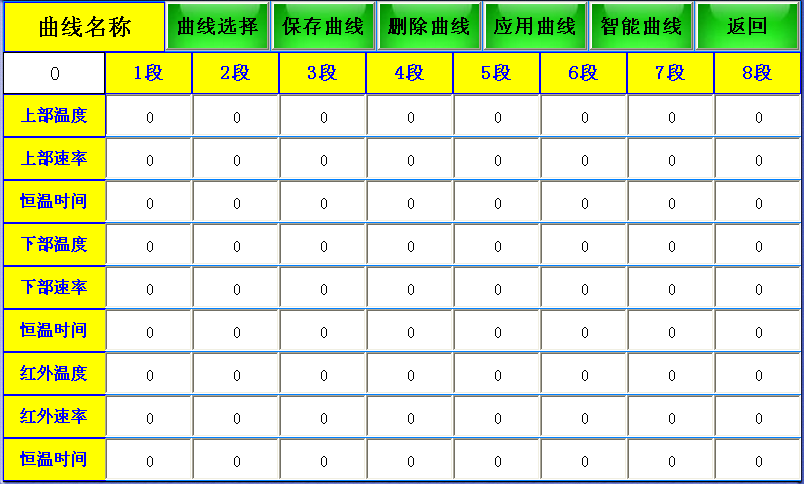 曲线名称 曲线选择 保存曲线 删除曲线 应用曲线 智能曲线 返回
0 1段 2段 3段 4段 5段 6段 7段 8段
上部温度 0 0 0 0 0 0 0 0
上部速率 0 0 0 0 0 0 0 0
恒温时间 0 0 0 0 0 0 0 0
下部温度 0 0 0 0 0 0 0 0
下部速率 0 0 0 0 0 0 0 0
恒温时间 0 0 0 0 0 0 0 0
红外温度 0 0 0 0 0 0 0 0
红外速率 0 0 0 0 0 0 0 0
恒温时间 0 0 0 0 0 0 0 0